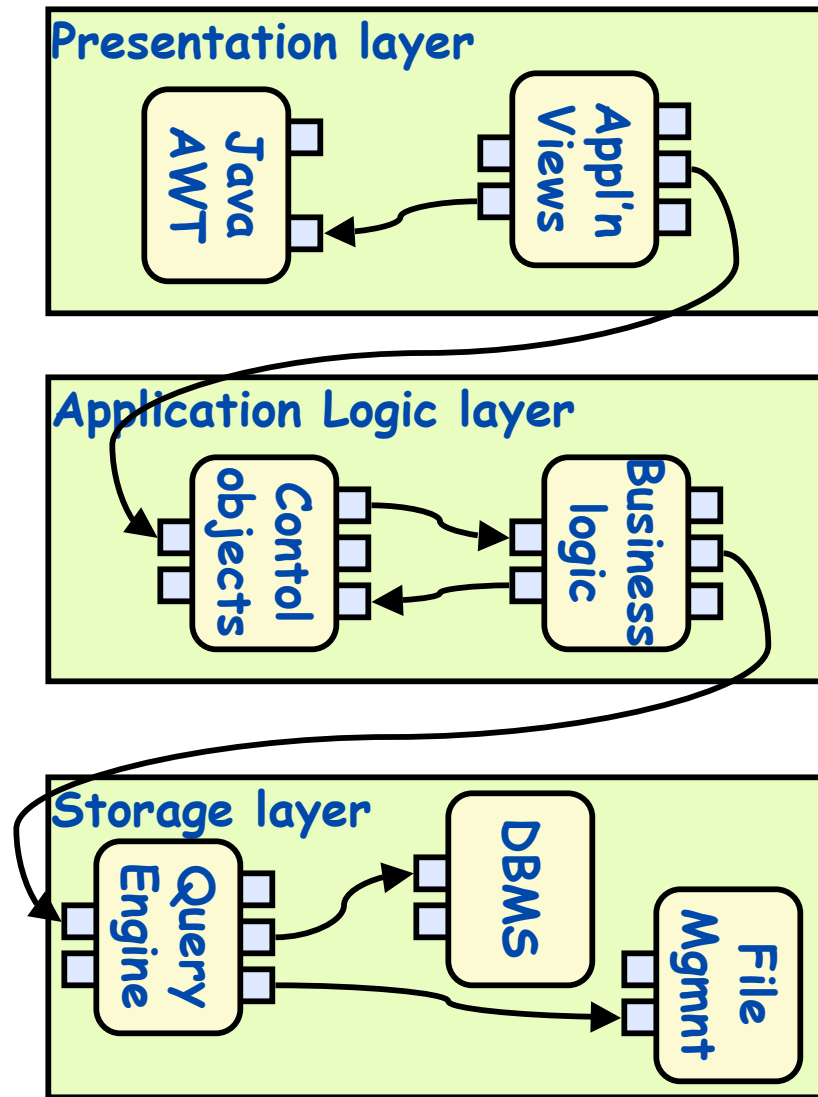 Presentation layer
Java
AWT
Appl'n
Views
Application Logic layer
Contol
objects
Business
logic
Storage layer
Query
Engine
DBMS
File
Mgmnt